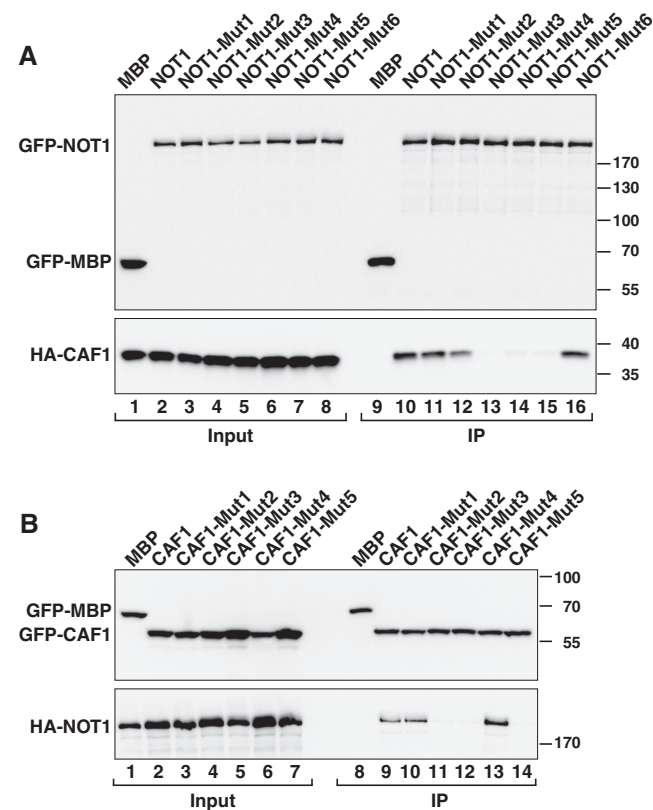 A
MBP NOT1 NOT1-Mut1 NOT1-Mut2 NOT1-Mut3 NOT1-Mut4 NOT1-Mut5 NOT1-Mut6 MBP NOT1 NOT1-Mut1 NOT1-Mut2 NOT1-Mut3 NOT1-Mut4 NOT1-Mut5 NOT1-Mut6
GFP-NOT1
170
130
100
GFP-MBP 70
55
HA-CAF1 40
35
1 2 3 4 5 6 7 8 9 10 11 12 13 14 15 16
Input IP
B
MBP CAF1 CAF1-Mut1 CAF1-Mut2 CAF1-Mut3 CAF1-Mut4 CAF1-Mut5 MBP CAF1 CAF1-Mut1 CAF1-Mut2 CAF1-Mut3 CAF1-Mut4 CAF1-Mut5
100
GFP-MBP 70
GFP-CAF1 55
HA-NOT1
170
1 2 3 4 5 6 7 8 9 10 11 12 13 14
Input IP